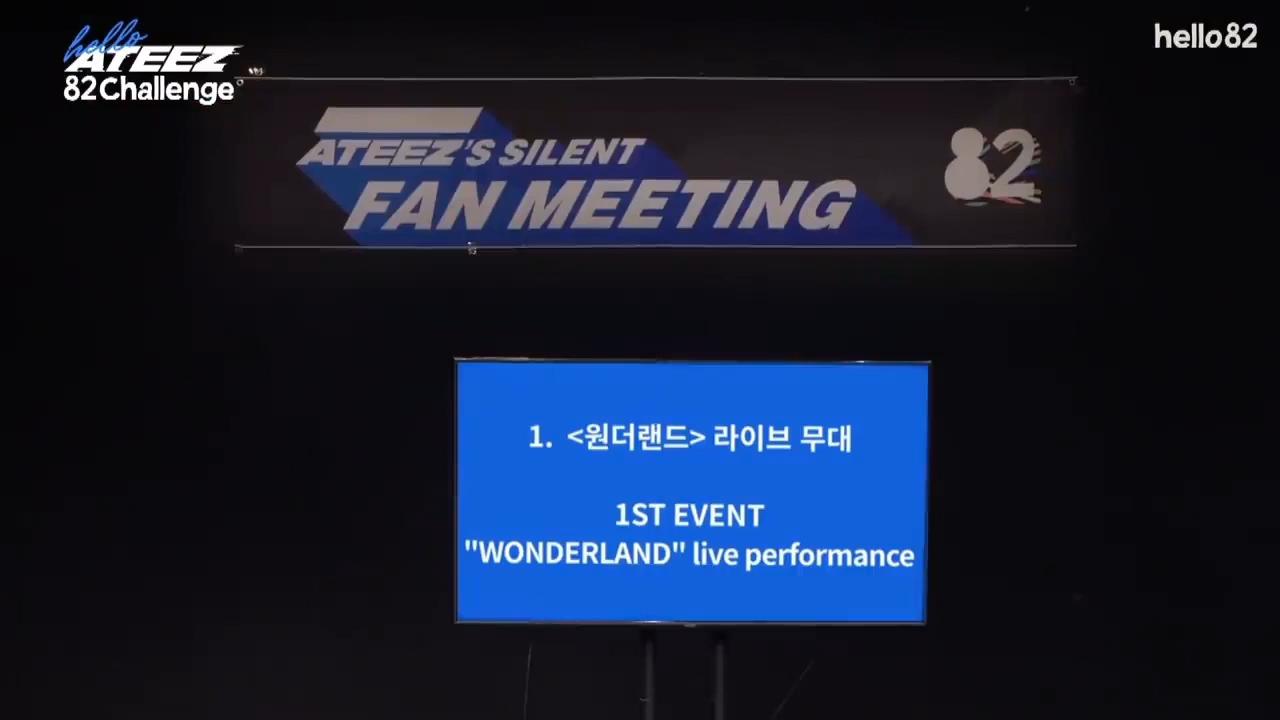 hello
ATEEZ
82Challenge
hello82
ATEEZ'S SILENT
FAN MEETING
82
1. <원더랜드> 라이브 무대
1ST EVENT
"WONDERLAND" live performance